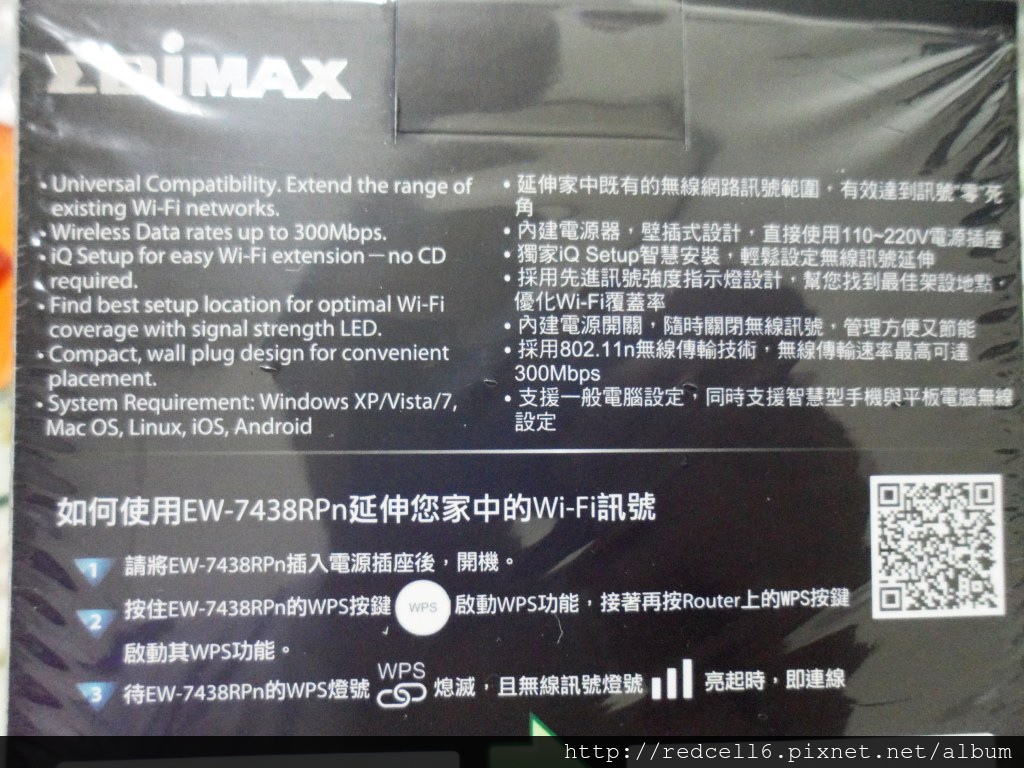 EDIMAX
• Universal Compatibility. Extend the range of
existing Wi-Fi networks.
• Wireless Data rates up to 300Mbps.
• iQ Setup for easy Wi-Fi extension－no CD
required.
• Find best setup location for optimal Wi-Fi
coverage with signal strength LED.
• Compact, wall plug design for convenient
placement.
• System Requirement: Windows XP/Vista/7,
Mac OS, Linux, iOS, Android
• 延伸家中既有的無線網路訊號範圍，有效達到訊號"零"死
角
• 內建電源器，壁插式設計，直接使用110~220V電源插座
• 獨家iQ Setup智慧安裝，輕鬆設定無線訊號延伸
• 採用先進訊號強度指示燈設計，幫您找到最佳架設地點，
優化Wi-Fi覆蓋率
• 內建電源開關，隨時關閉無線訊號，管理方便又節能
• 採用802.11n無線傳輸技術，無線傳輸速率最高可達
300Mbps
• 支援一般電腦設定，同時支援智慧型手機與平板電腦無線
設定
如何使用EW-7438RPn延伸您家中的Wi-Fi訊號
1 請將EW-7438RPn插入電源插座後，開機。
2 按住EW-7438RPn的WPS按鍵 WPS 啟動WPS功能，接著再按Router上的WPS按鍵
啟動其WPS功能。
3 待EW-7438RPn的WPS燈號 WPS 熄滅，且無線訊號燈號 亮起時，即連線
http://redcell6.pixnet.net/album